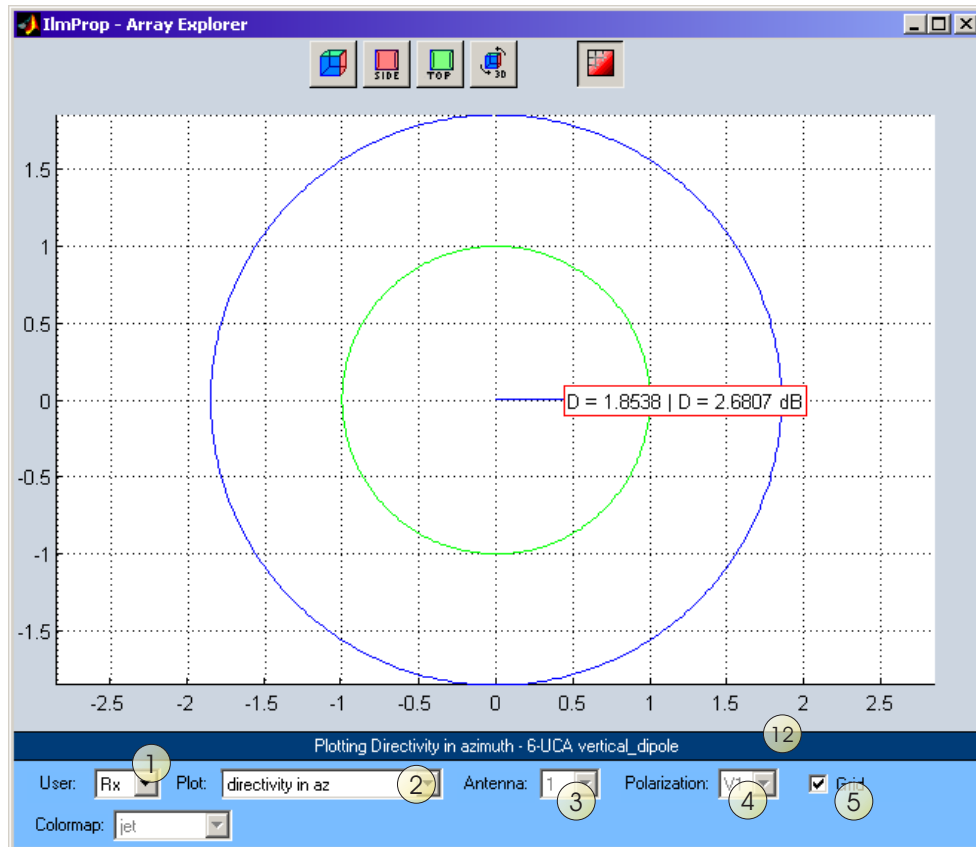 IlmProp - Array Explorer
SIDE TOP 3D
1.5
1
0.5
0
-0.5
-1
-1.5
D = 1.8538 | D = 2.6807 dB
-2.5 -2 -1.5 -1 -0.5 0 0.5 1 1.5 2 2.5
Plotting Directivity in azimuth - 6-UCA vertical_dipole 12
User: Rx 1 Plot: directivity in az 2 Antenna: 1 3 Polarization: V1 4 Grid 5
Colormap: jet